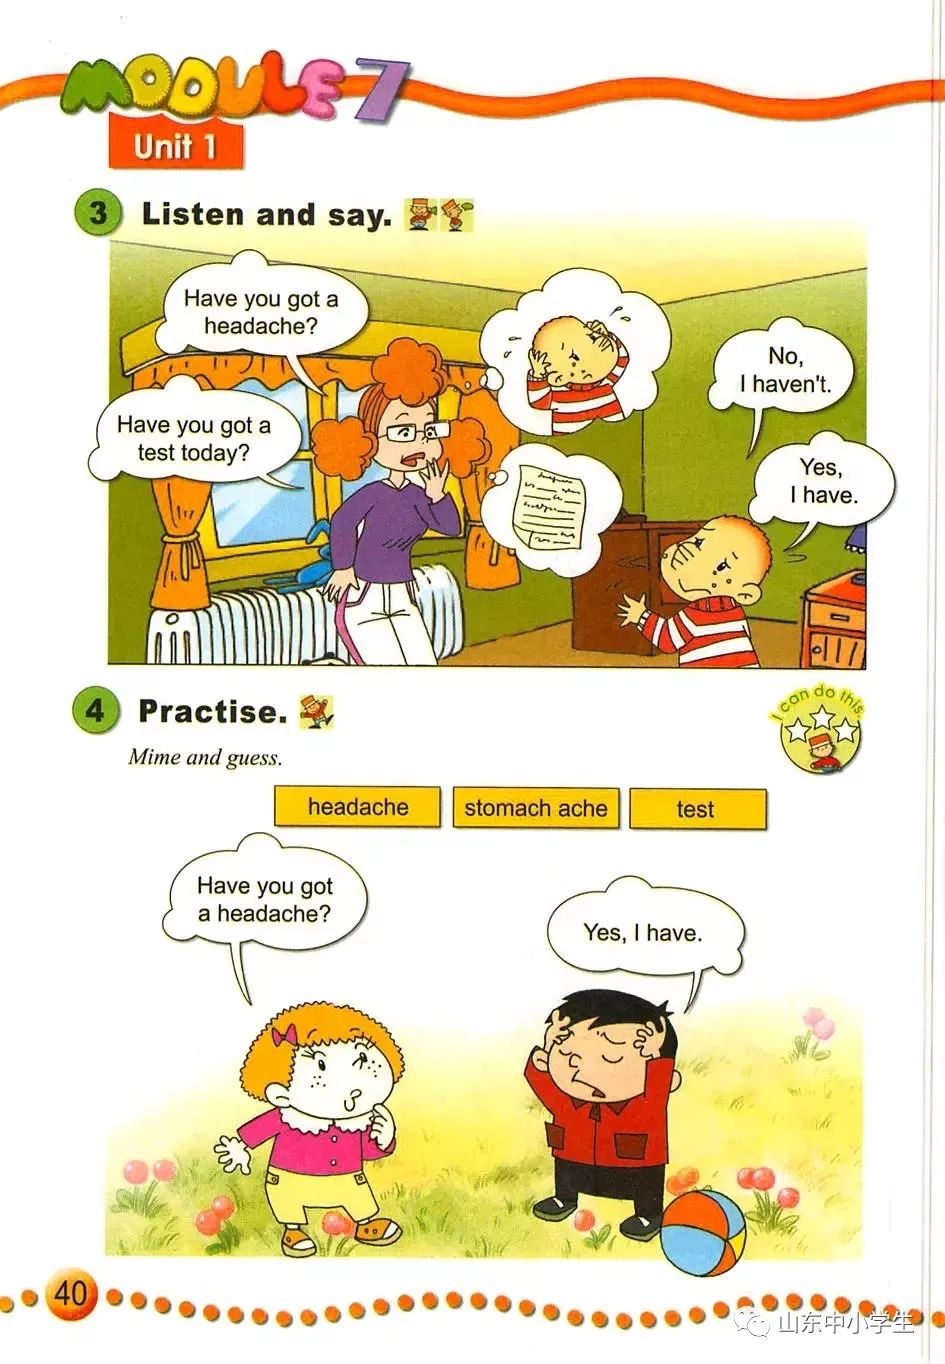 MODULE 7
Unit 1
3 Listen and say.
Have you got a
headache?
No,
I haven't.
Have you got a
test today?
Yes,
I have.
4 Practise.
I can do this.
Mime and guess.
headache
stomach ache
test
Have you got
a headache?
Yes, I have.
40
山东中小学生